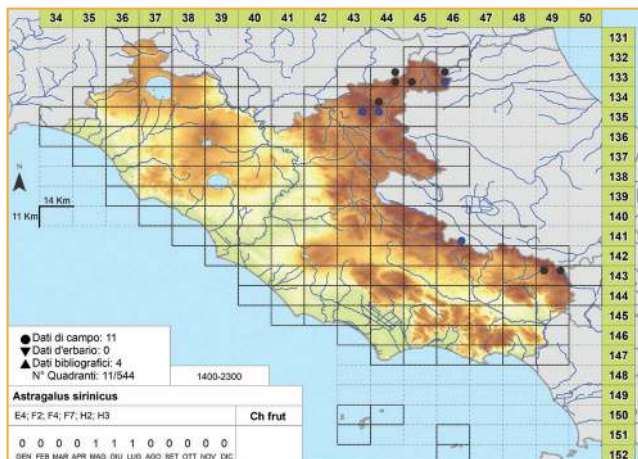 34 35 36 37 38 39 40 41 42 43 44 45 46 47 48 49 50
131
132
133
134
135
136
137
138
139
140
141
142
143
144
145
146
147
148
149
150
151
152
N
14 Km
11 Km
Dati di campo: 11
Dati d'erbario: 0
Dati bibliografici: 4
N° Quadranti: 11/544
1400-2300
Astragalus sirinicus
E4; F2; F4; F7; H2; H3
Ch frut
0 0 0 0 1 1 1 0 0 0 0 0
GEN FEB MAR APR MAG GIU LUG AGO SET OTT NOV DIC